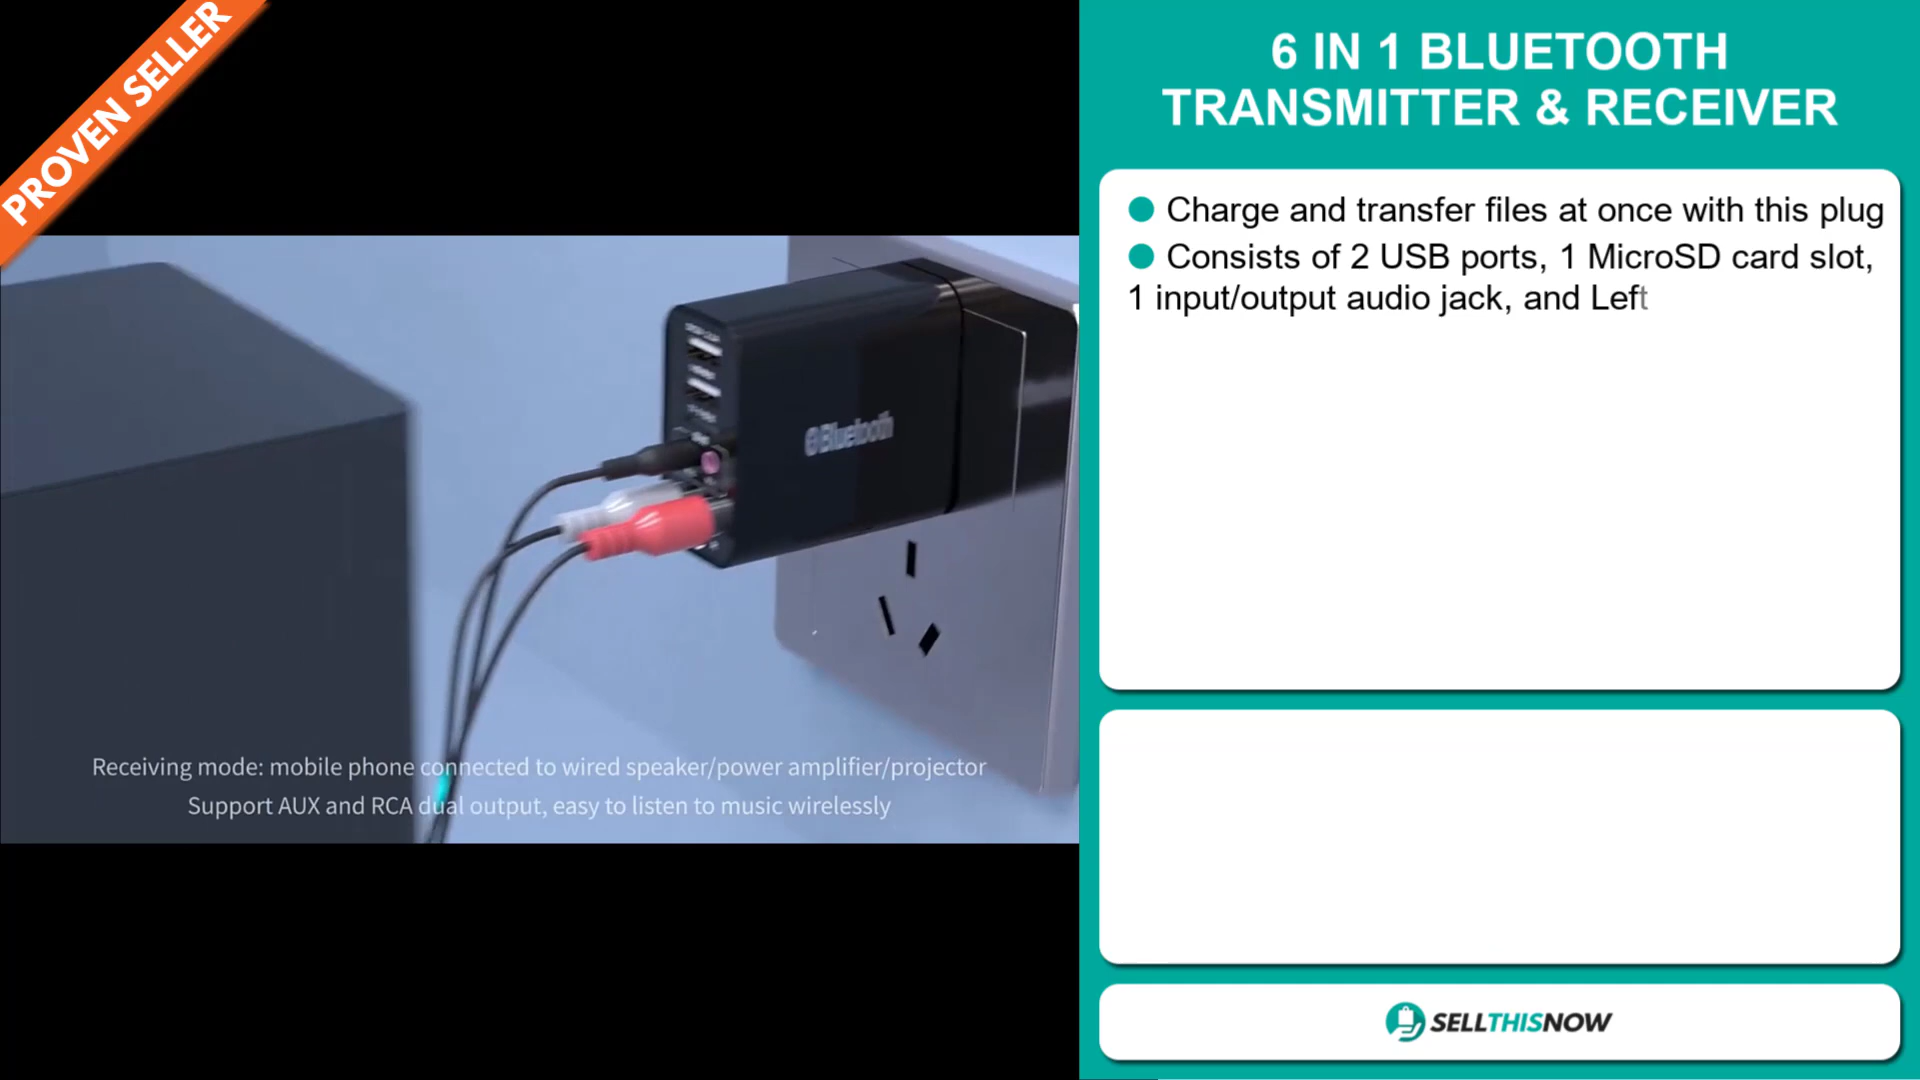 PROVEN SELLER
6 IN 1 BLUETOOTH
TRANSMITTER & RECEIVER
Charge and transfer files at once with this plug
Consists of 2 USB ports, 1 MicroSD card slot,
1 input/output audio jack, and Left
Bluetooth
Receiving mode: mobile phone connected to wired speaker/power amplifier/projector
Support AUX and RCA dual output, easy to listen to music wirelessly
SELLTHISNOW